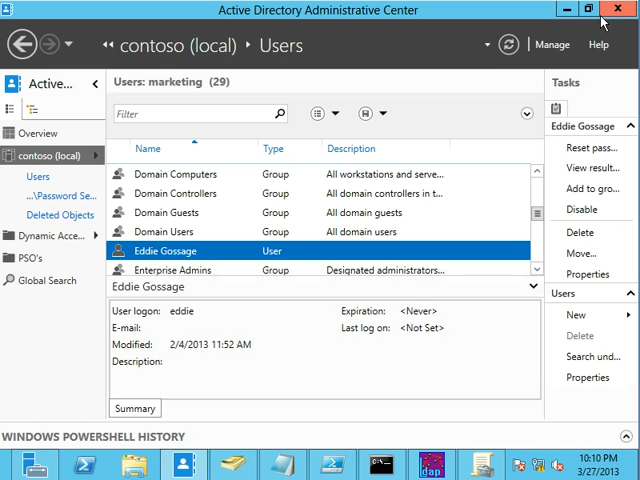 Active Directory Administrative Center
contoso (local) Users
Manage
Help
Active...
Overview
contoso (local)
Users
...\Password Se...
Deleted Objects
Dynamic Acce...
PSO's
Global Search
Users: marketing (29)
Filter
Name Type Description
Domain Computers Group All workstations and serve...
Domain Controllers Group All domain controllers in t...
Domain Guests Group All domain guests
Domain Users Group All domain users
Eddie Gossage User
Enterprise Admins Group Designated administrators...
Eddie Gossage
User logon: eddie Expiration: <Never>
E-mail: Last log on: <Not Set>
Modified: 2/4/2013 11:52 AM
Description:
Summary
Tasks
Eddie Gossage
Reset pass...
View result...
Add to gro...
Disable
Delete
Move...
Properties
Users
New
Delete
Search und...
Properties
WINDOWS POWERSHELL HISTORY
dap
10:10 PM
3/27/2013